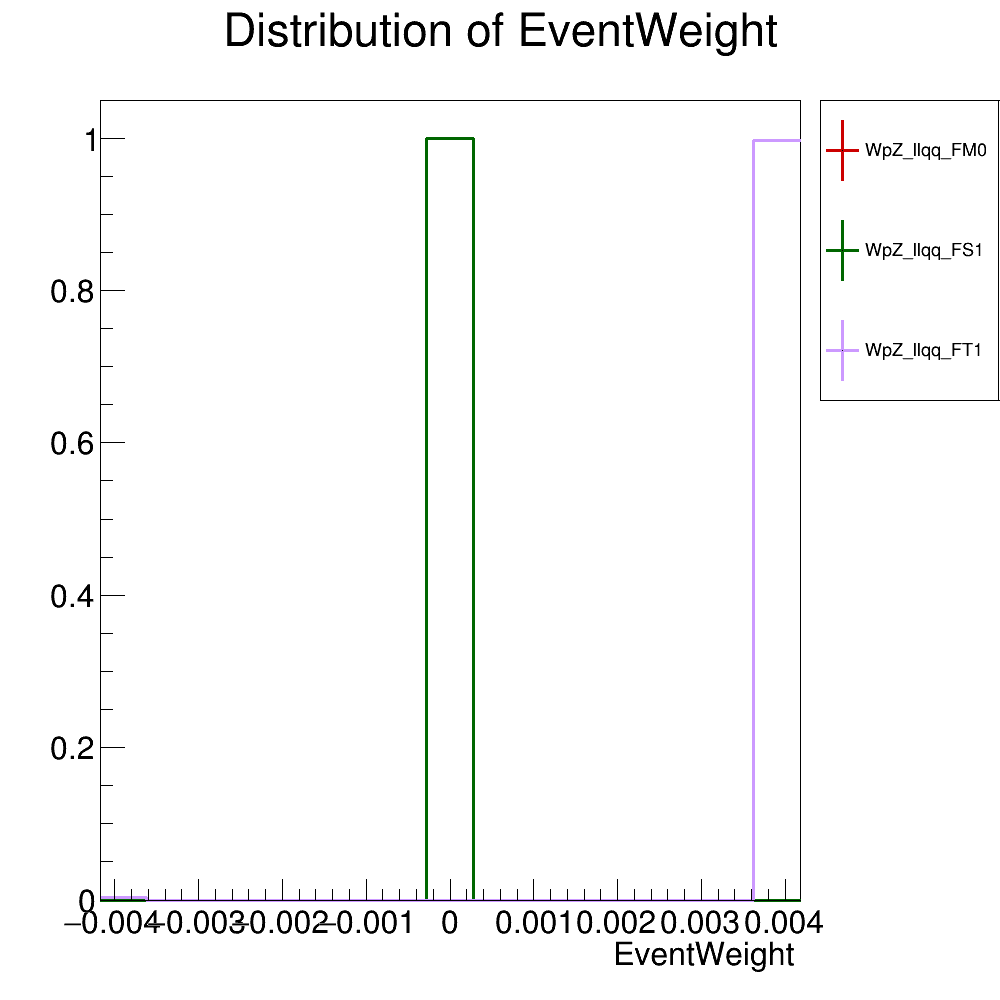 Distribution of EventWeight
1
0.8
0.6
0.4
0.2
0
−0.004 −0.003 −0.002 −0.001 0 0.001 0.002 0.003 0.004
EventWeight
WpZ_llqq_FM0
WpZ_llqq_FS1
WpZ_llqq_FT1